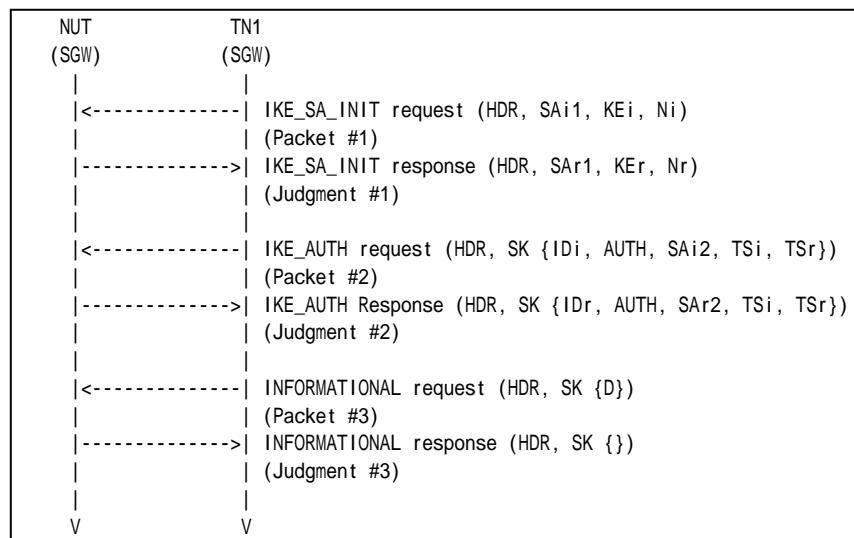 NUT TN1
(SGW) (SGW)
| |
|<--------------| IKE_SA_INIT request (HDR, SAi1, KEi, Ni)
| | (Packet #1)
|-------------->| IKE_SA_INIT response (HDR, SAr1, KEr, Nr)
| | (Judgment #1)
| |
|<--------------| IKE_AUTH request (HDR, SK {IDi, AUTH, SAi2, TSi, TSr})
| | (Packet #2)
|-------------->| IKE_AUTH Response (HDR, SK {IDr, AUTH, SAr2, TSi, TSr})
| | (Judgment #2)
| |
|<--------------| INFORMATIONAL request (HDR, SK {D})
| | (Packet #3)
|-------------->| INFORMATIONAL response (HDR, SK {})
| | (Judgment #3)
| |
V V